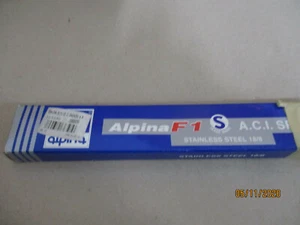 Alpina F1 S A.C.I. SI
STAINLESS STEEL 18/8
alpina
STAINLESS STEEL 18/8
05/11/2020